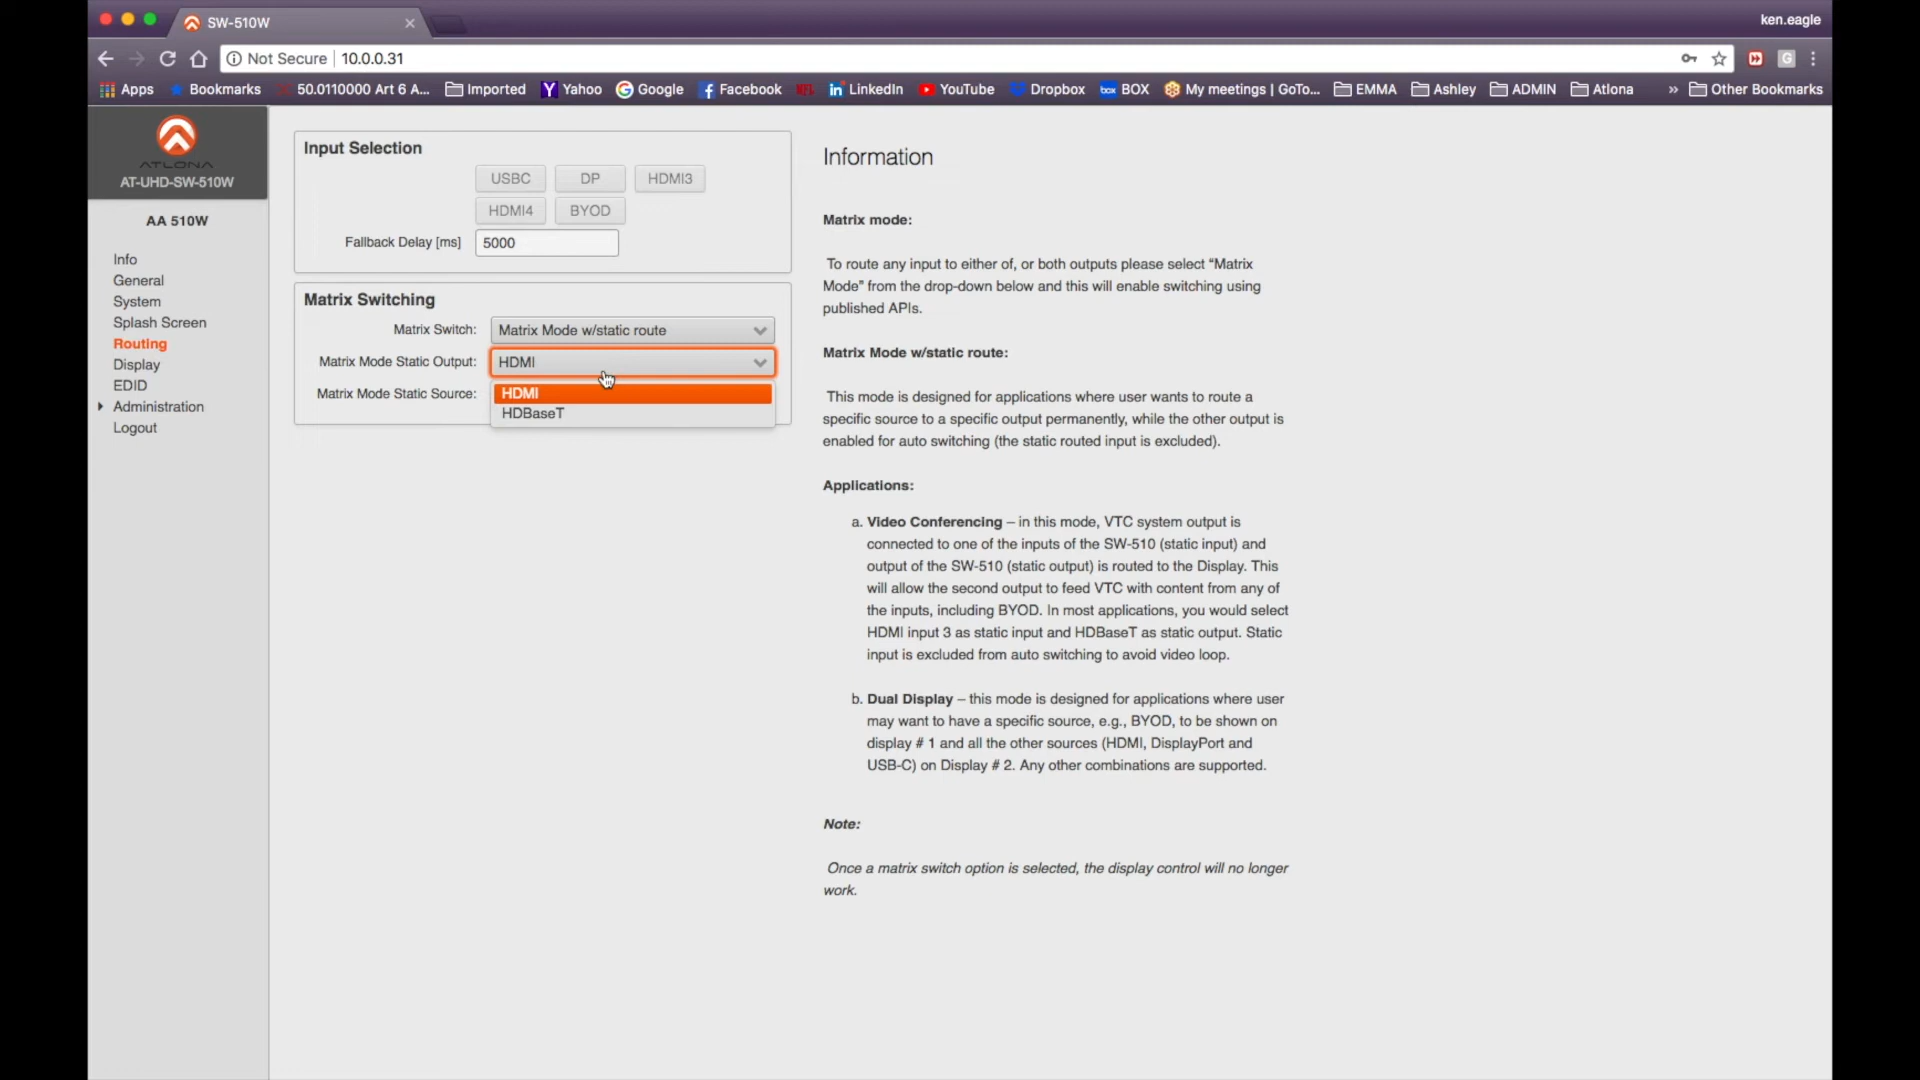 SW-510W
ken.eagle
Not Secure 10.0.0.31
Apps Bookmarks 50.0110000 Art 6 A... Imported Yahoo Google Facebook NFL LinkedIn YouTube Dropbox box BOX My meetings | GoTo... EMMA Ashley ADMIN Atlona » Other Bookmarks
ATLONA
AT-UHD-SW-510W
AA 510W
Info
General
System
Splash Screen
Routing
Display
EDID
Administration
Logout
Input Selection
USBC DP HDMI3
HDMI4 BYOD
Fallback Delay [ms] 5000
Matrix Switching
Matrix Switch: Matrix Mode w/static route
Matrix Mode Static Output: HDMI
Matrix Mode Static Source: HDMI
HDBaseT
Information
Matrix mode:
To route any input to either of, or both outputs please select “Matrix
Mode” from the drop-down below and this will enable switching using
published APIs.
Matrix Mode w/static route:
This mode is designed for applications where user wants to route a
specific source to a specific output permanently, while the other output is
enabled for auto switching (the static routed input is excluded).
Applications:
a. Video Conferencing – in this mode, VTC system output is
connected to one of the inputs of the SW-510 (static input) and
output of the SW-510 (static output) is routed to the Display. This
will allow the second output to feed VTC with content from any of
the inputs, including BYOD. In most applications, you would select
HDMI input 3 as static input and HDBaseT as static output. Static
input is excluded from auto switching to avoid video loop.
b. Dual Display – this mode is designed for applications where user
may want to have a specific source, e.g., BYOD, to be shown on
display # 1 and all the other sources (HDMI, DisplayPort and
USB-C) on Display # 2. Any other combinations are supported.
Note:
Once a matrix switch option is selected, the display control will no longer
work.